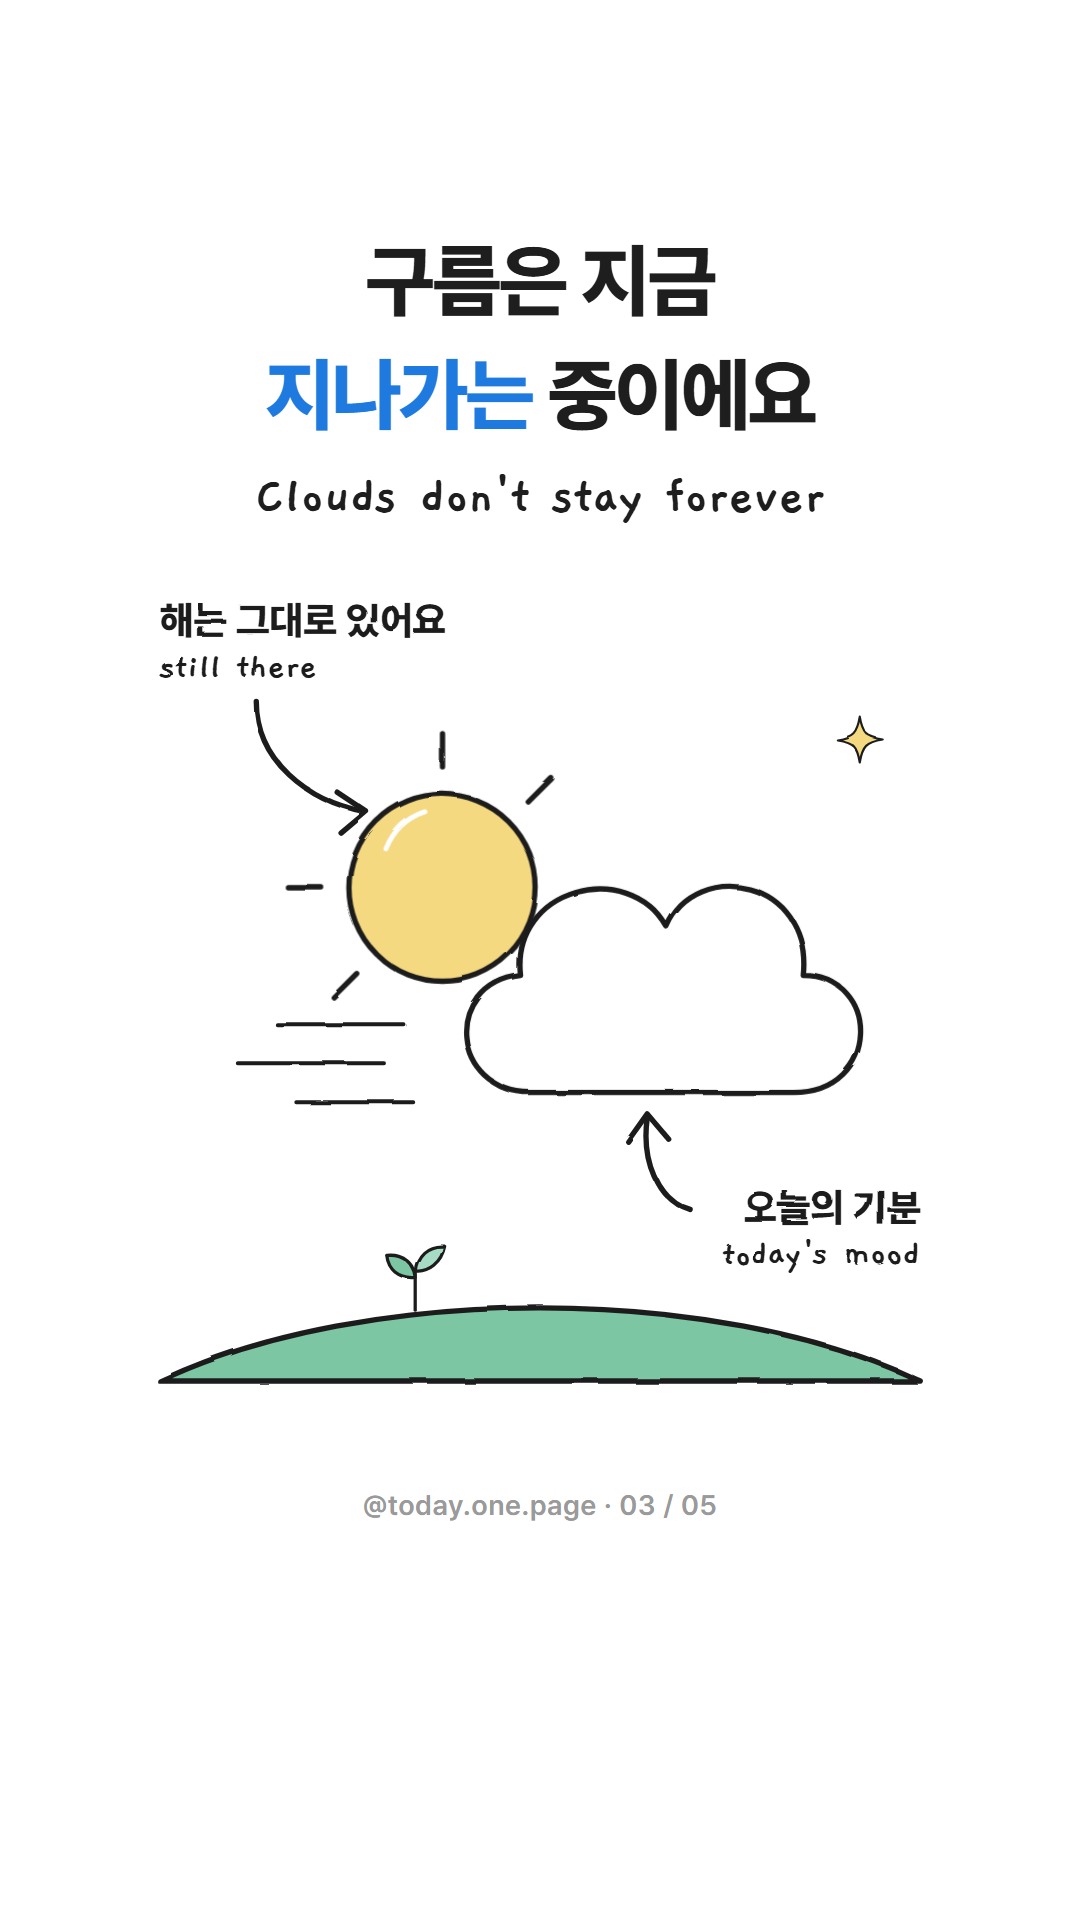 구름은 지금
지나가는 중이에요
Clouds don't stay forever
해는 그대로 있어요
still there
오늘의 기분
today's mood
@today.one.page · 03 / 05